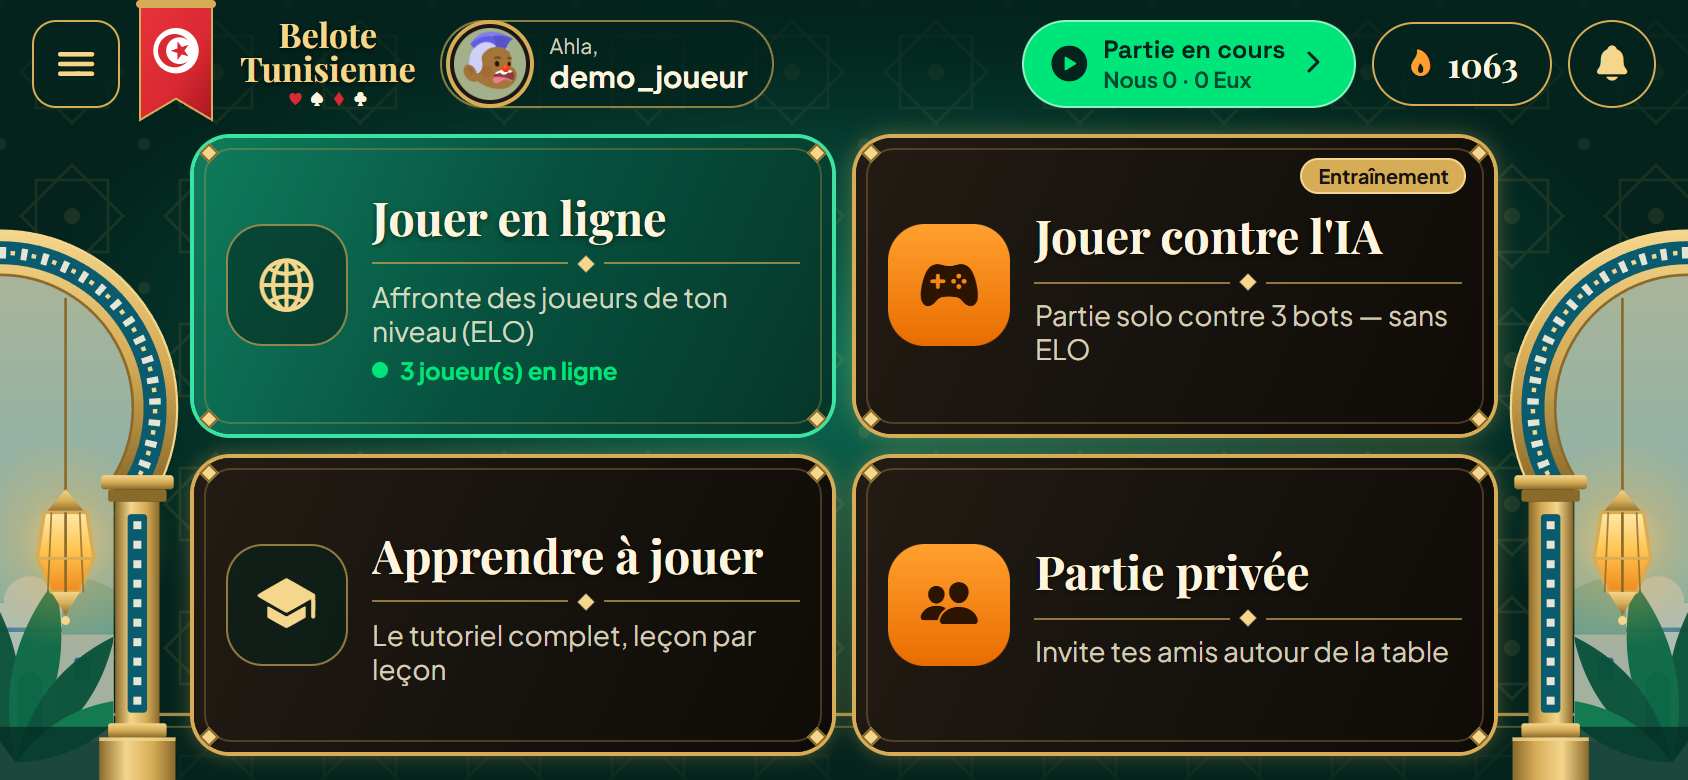 Belote
Tunisienne
Ahla,
demo_joueur
Partie en cours
Nous 0 · 0 Eux
1063
Jouer en ligne
Affronte des joueurs de ton
niveau (ELO)
3 joueur(s) en ligne
Entraînement
Jouer contre l'IA
Partie solo contre 3 bots — sans
ELO
Apprendre à jouer
Le tutoriel complet, leçon par
leçon
Partie privée
Invite tes amis autour de la table